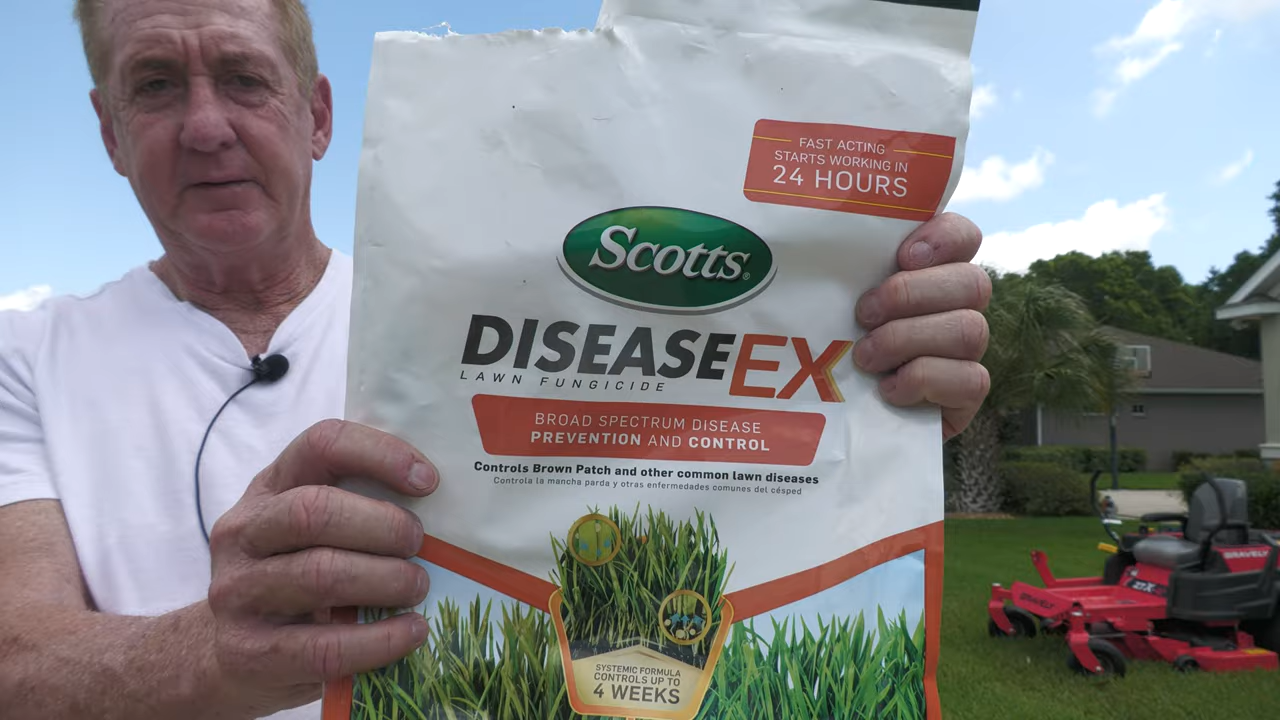 FAST ACTING
STARTS WORKING IN
24 HOURS
Scotts®
DISEASEEX
LAWN FUNGICIDE
BROAD SPECTRUM DISEASE
PREVENTION AND CONTROL
Controls Brown Patch and other common lawn diseases
Controla la mancha parda y otras enfermedades comunes del césped
SYSTEMIC FORMULA
CONTROLS UP TO
4 WEEKS
GRAVELY
GRAVELY